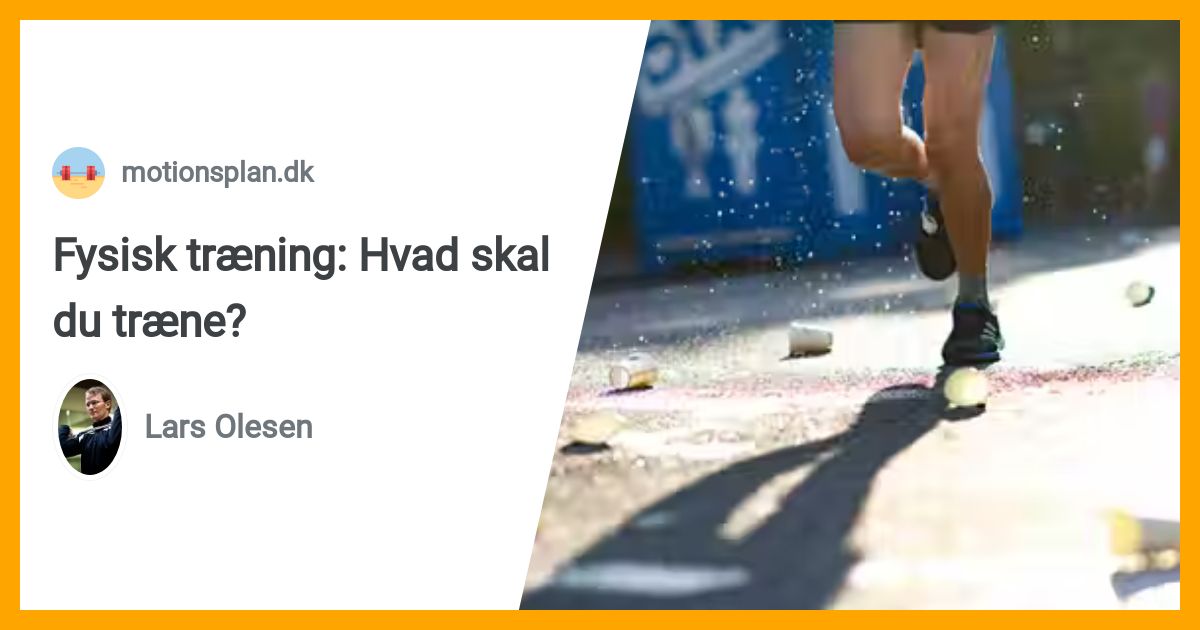 motionsplan.dk
Fysisk træning: Hvad skal
du træne?
Lars Olesen